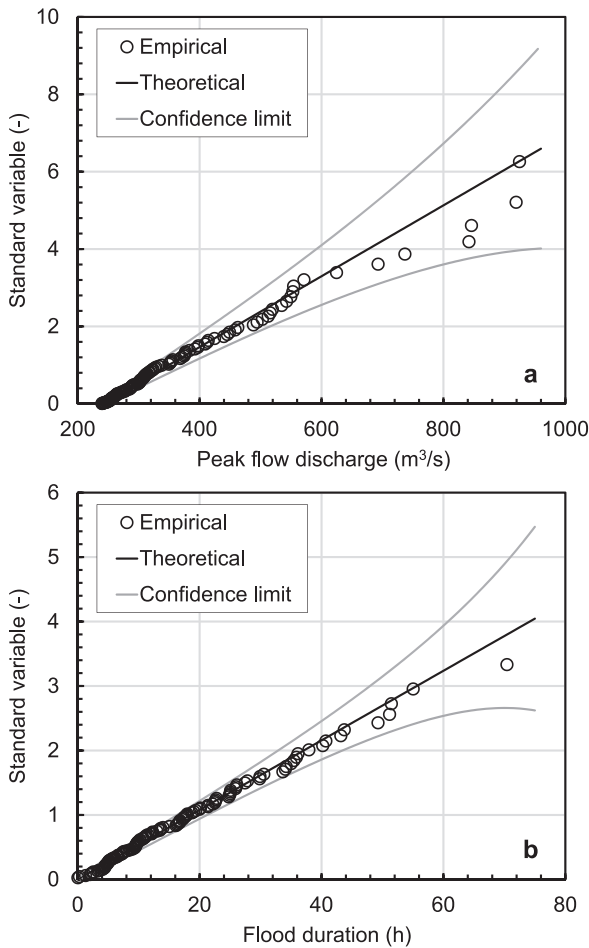 10
8
6
4
2
0
Standard variable (-)
Empirical
Theoretical
Confidence limit
a
200 400 600 800 1000
Peak flow discharge (m³/s)
6
5
4
3
2
1
0
Standard variable (-)
Empirical
Theoretical
Confidence limit
b
0 20 40 60 80
Flood duration (h)